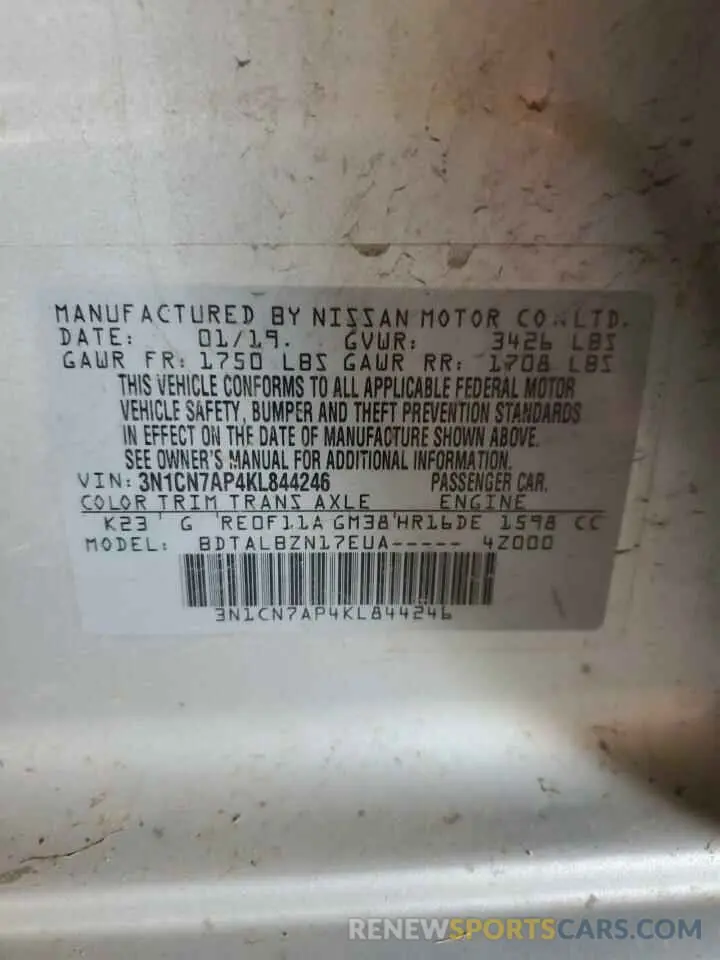 MANUFACTURED BY NISSAN MOTOR CO., LTD.
DATE: 01/19. GVWR: 3426 LBS
GAWR FR: 1750 LBS GAWR RR: 1708 LBS
THIS VEHICLE CONFORMS TO ALL APPLICABLE FEDERAL MOTOR
VEHICLE SAFETY, BUMPER AND THEFT PREVENTION STANDARDS
IN EFFECT ON THE DATE OF MANUFACTURE SHOWN ABOVE.
SEE OWNER'S MANUAL FOR ADDITIONAL INFORMATION.
VIN: 3N1CN7AP4KL844246 PASSENGER CAR.
COLOR TRIM TRANS AXLE ENGINE
K23 G RE0F11A GM38 HR16DE 1598 CC
MODEL: BDTALBZN17EUA----- 4Z000
3N1CN7AP4KL844246
RENEWSPORTSCARS.COM